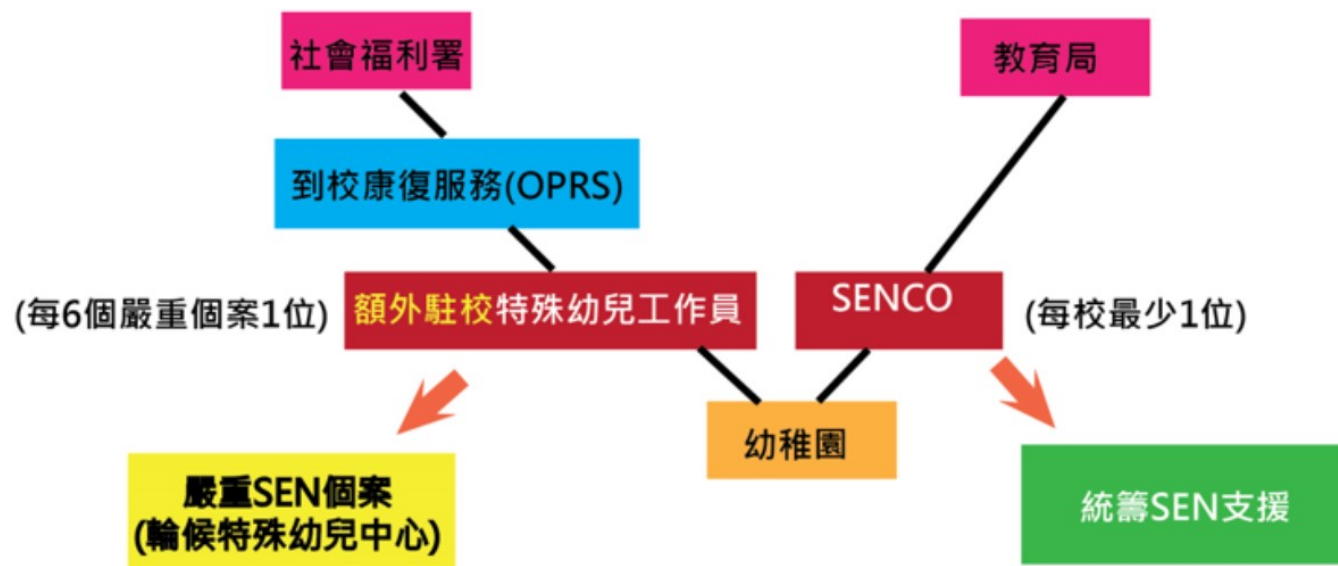 社會福利署
教育局
到校康復服務(OPRS)
(每6個嚴重個案1位)
額外駐校特殊幼兒工作員
SENCO
(每校最少1位)
幼稚園
嚴重SEN個案
(輪候特殊幼兒中心)
統籌SEN支援